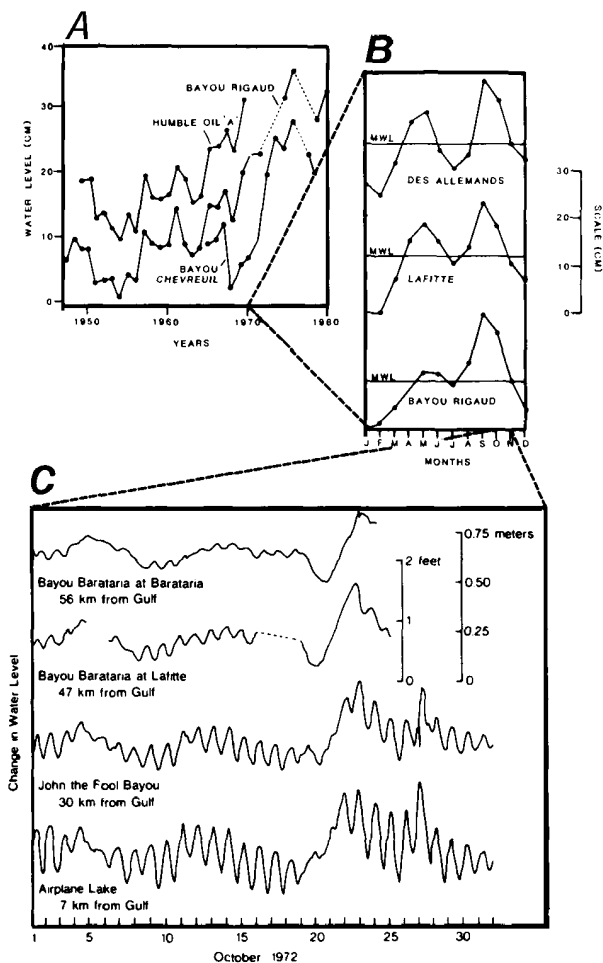 A
40
30
20
10
0
WATER LEVEL (CM)
BAYOU RIGAUD
HUMBLE OIL 'A'
BAYOU
CHEVREUIL
1950
1960
1970
1980
YEARS
B
MWL
DES ALLEMANDS
MWL
LAFITTE
MWL
BAYOU RIGAUD
J F M A M J J A S O N D
MONTHS
30
20
10
0
SCALE (CM)
C
Change in Water Level
Bayou Barataria at Barataria
56 km from Gulf
Bayou Barataria at Lafitte
47 km from Gulf
John the Fool Bayou
30 km from Gulf
Airplane Lake
7 km from Gulf
2 feet
1
0
0.75 meters
0.50
0.25
0
1
5
10
15
20
25
30
October 1972